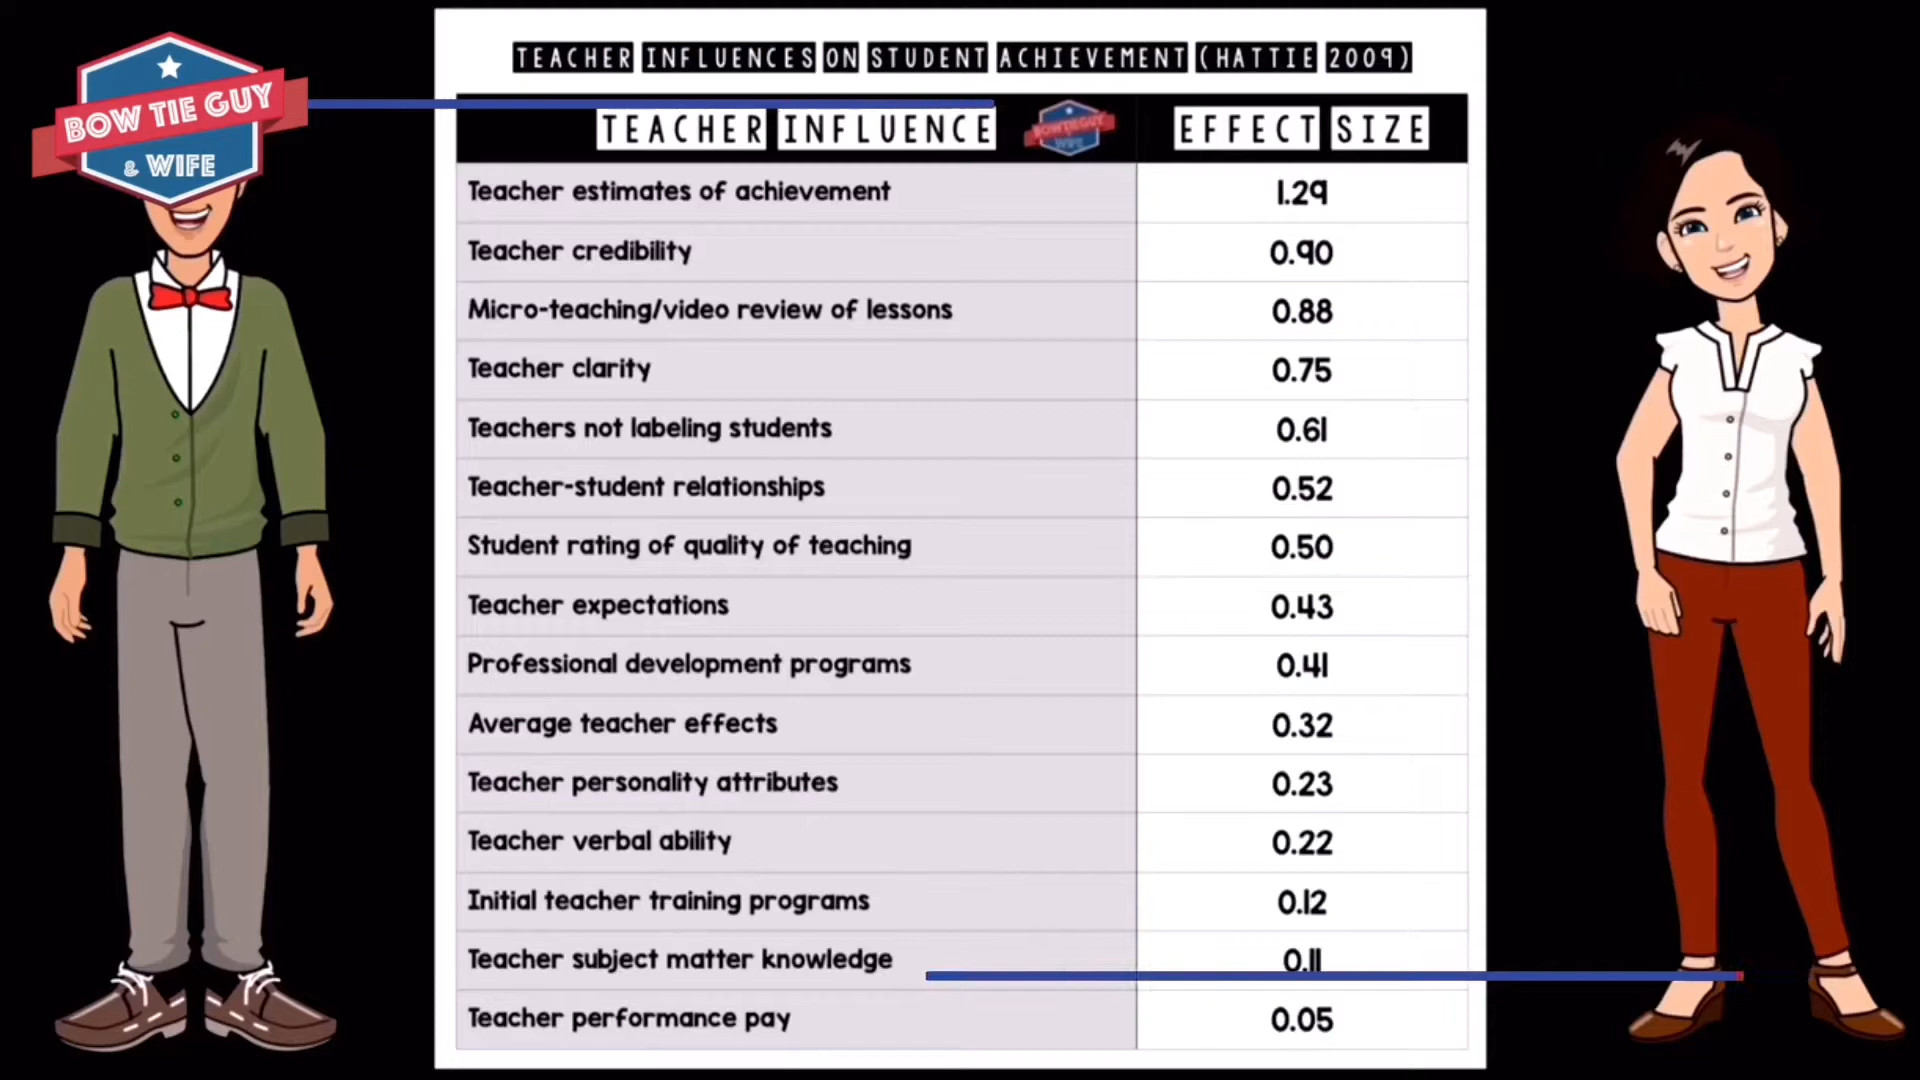 BOW TIE GUY
& WIFE
TEACHER INFLUENCES ON STUDENT ACHIEVEMENT (HATTIE 2009)
TEACHER INFLUENCE BOW TIE GUY & WIFE EFFECT SIZE
Teacher estimates of achievement 1.29
Teacher credibility 0.90
Micro-teaching/video review of lessons 0.88
Teacher clarity 0.75
Teachers not labeling students 0.61
Teacher-student relationships 0.52
Student rating of quality of teaching 0.50
Teacher expectations 0.43
Professional development programs 0.41
Average teacher effects 0.32
Teacher personality attributes 0.23
Teacher verbal ability 0.22
Initial teacher training programs 0.12
Teacher subject matter knowledge 0.11
Teacher performance pay 0.05